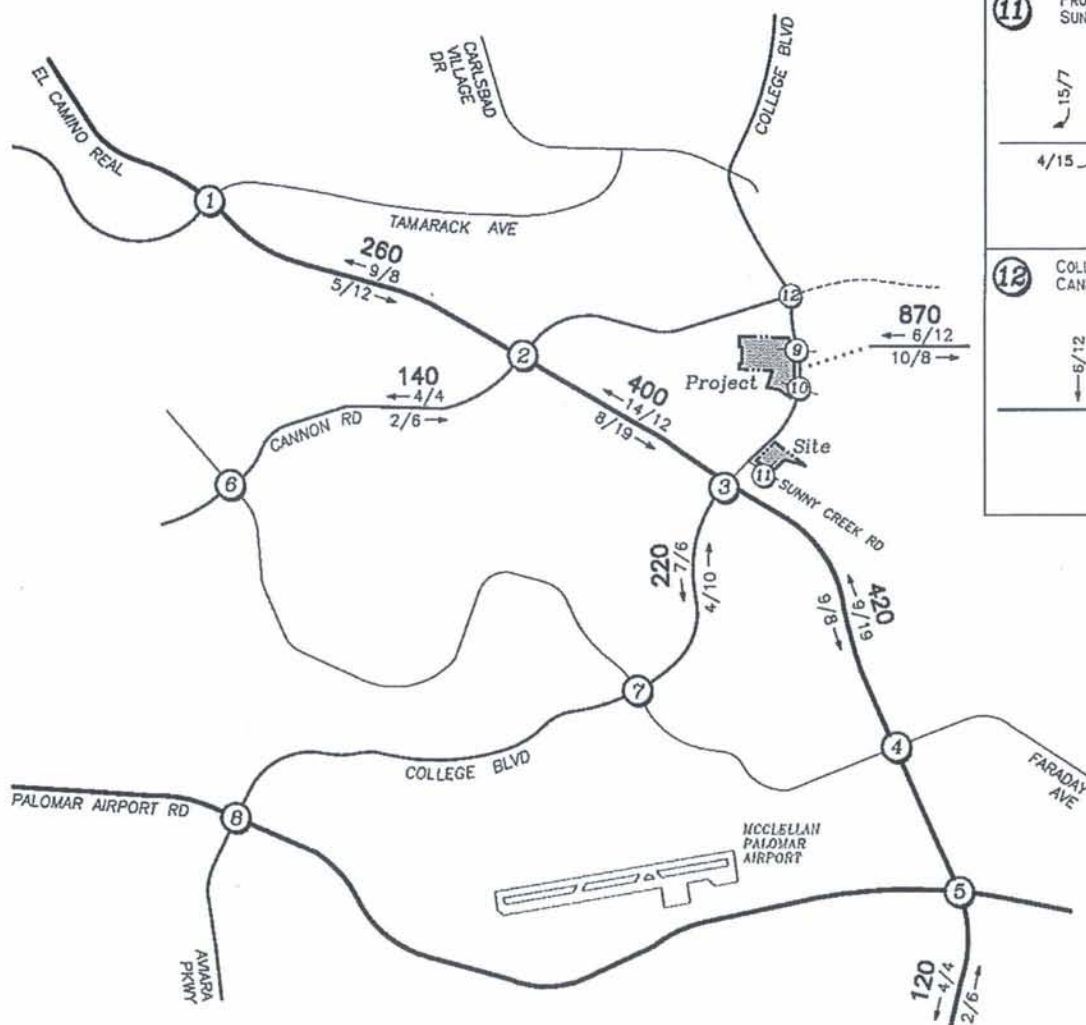 EL CAMINO REAL
CARLSBAD
VILLAGE
DR
COLLEGE BLVD
11
SUN
15/7
4/15
1
TAMARACK AVE
260
← 9/8
5/12 →
12
12
6/12
2
870
← 6/12
10/8 →
9
Project
10
140
← 4/4
2/6 →
400
← 14/12
8/19 →
CANNON RD
Site
6
3
11
SUNNY CREEK RD
220
← 7/6
4/10 →
420
← 9/8 →
7
4
COLLEGE BLVD
FARADAY
AVE
PALOMAR AIRPORT RD
8
MCCLELLAN
PALOMAR
AIRPORT
5
AVIARA
PKWY
120
← 4/4
2/6 →